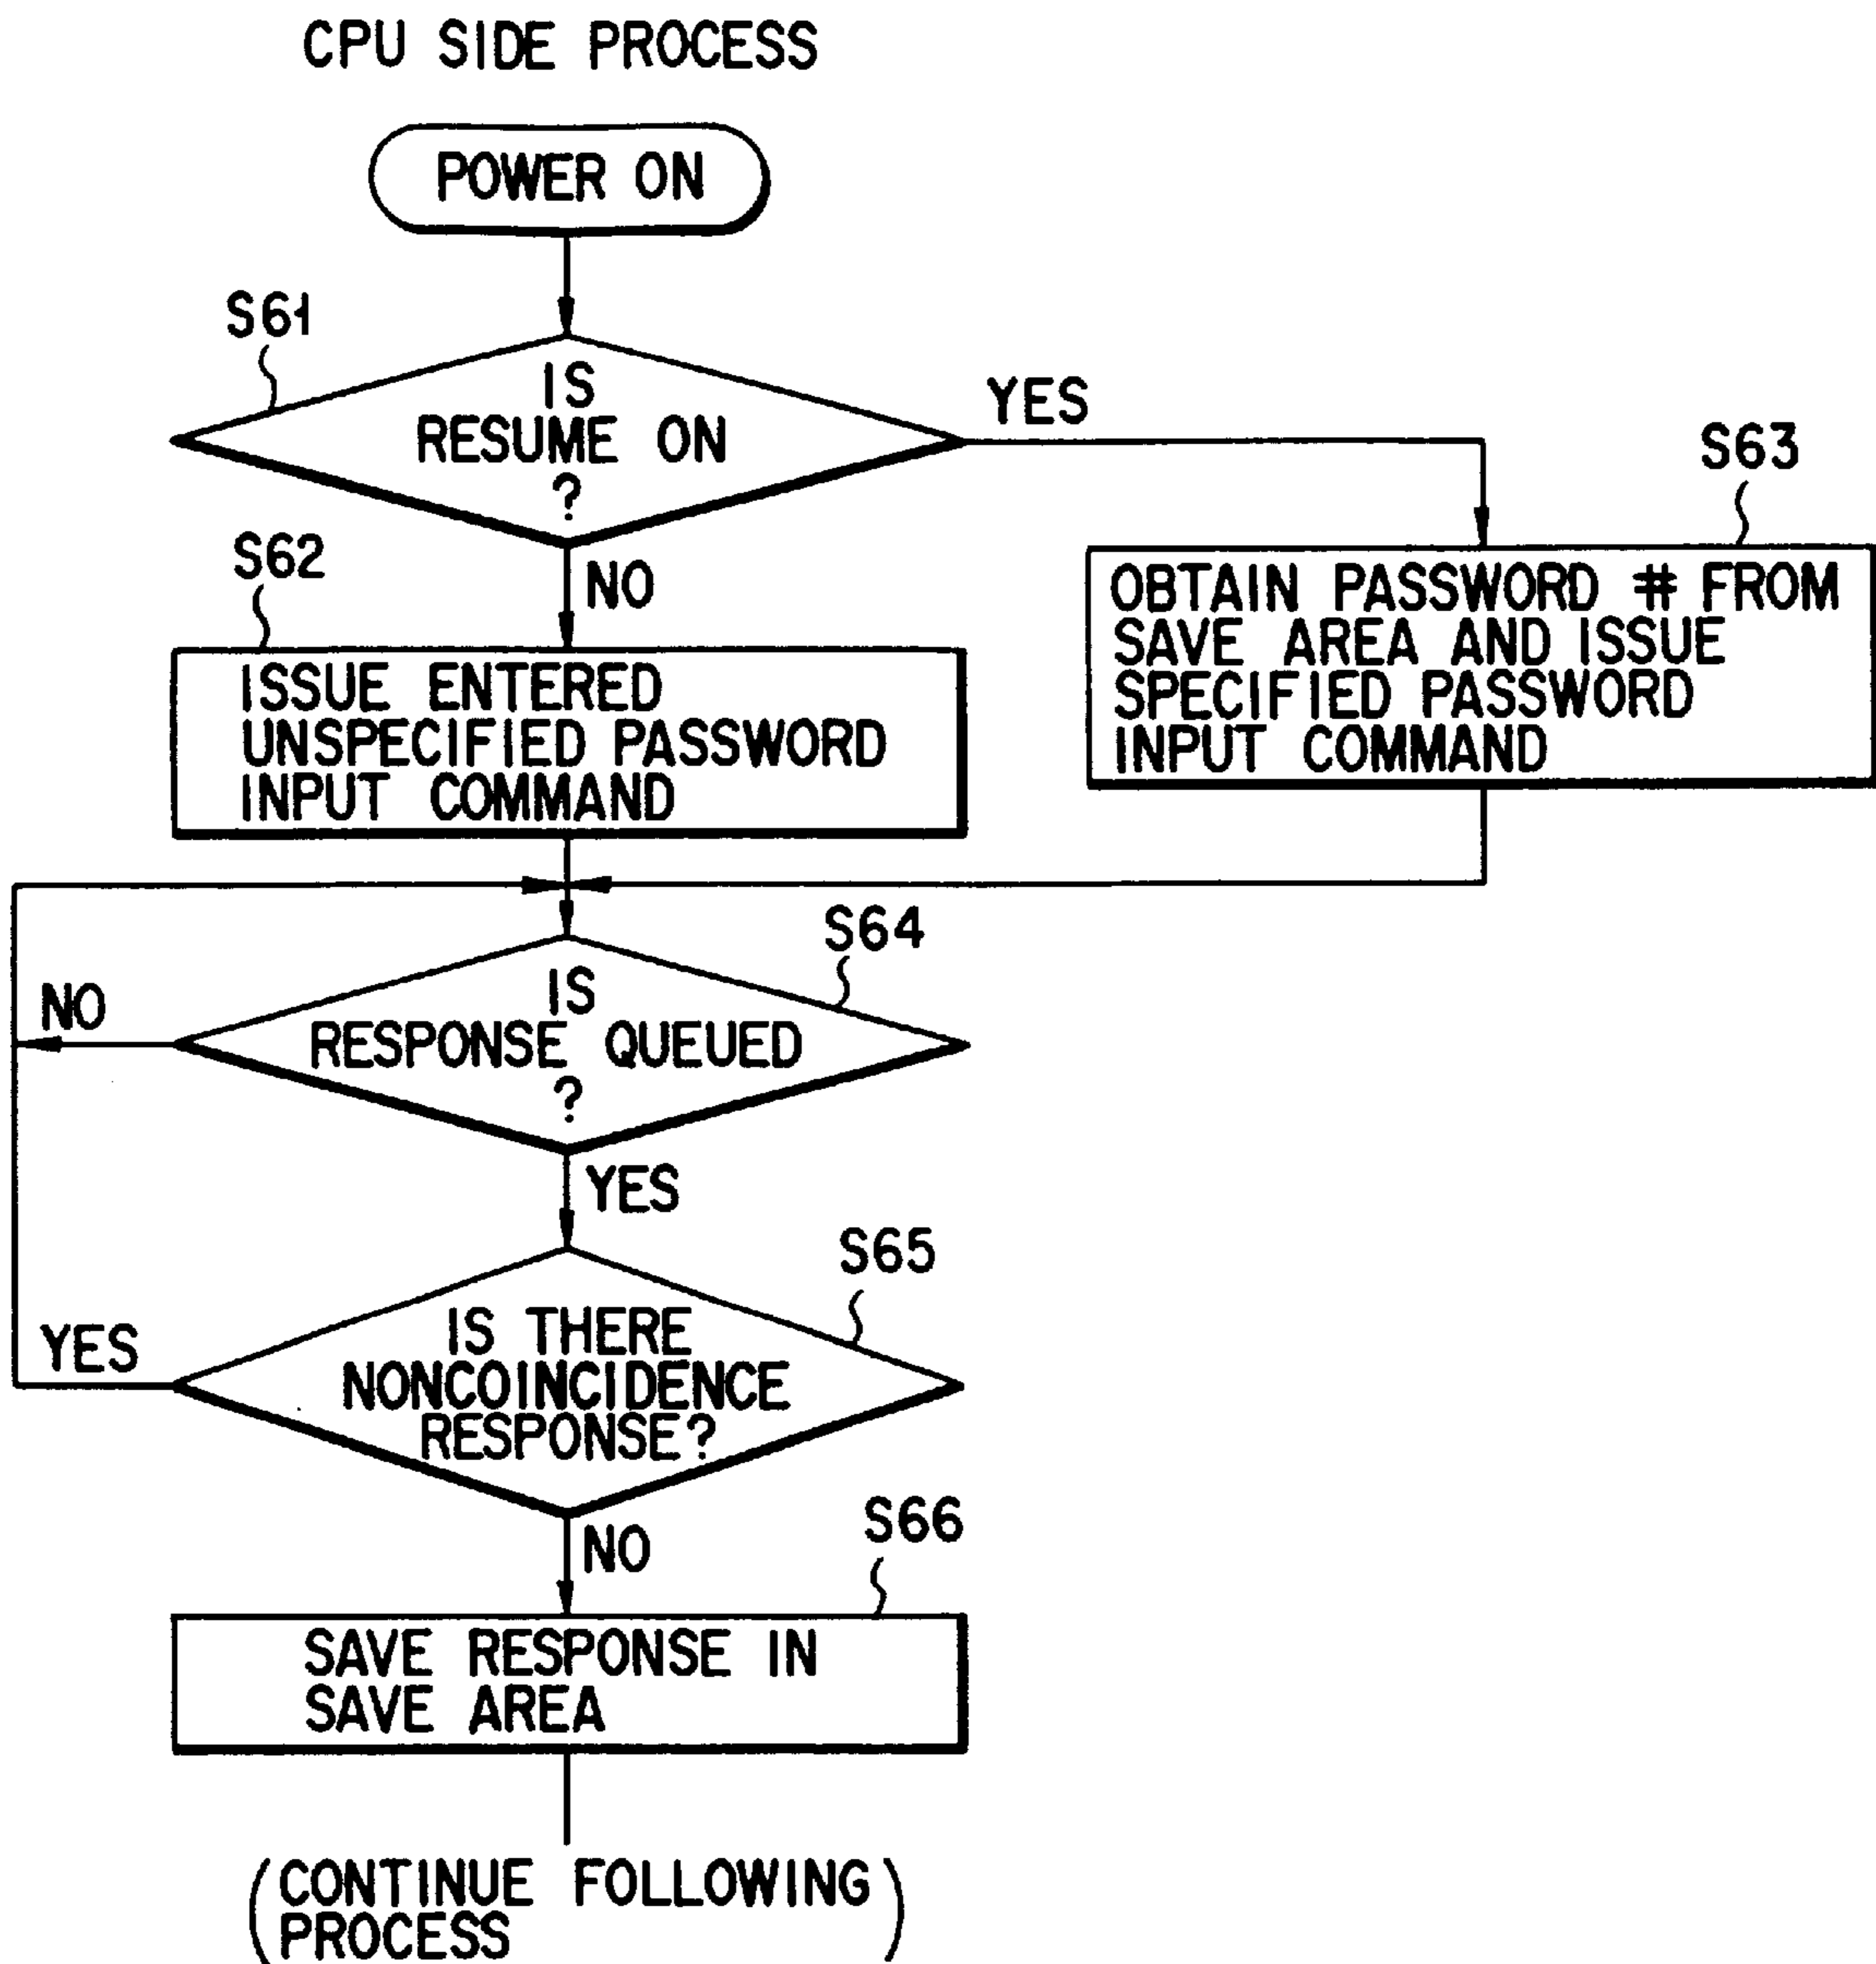 CPU SIDE PROCESS
POWER ON
S61
IS
RESUME ON
?
YES
S63
S62
NO
OBTAIN PASSWORD # FROM
SAVE AREA AND ISSUE
SPECIFIED PASSWORD
INPUT COMMAND
ISSUE ENTERED
UNSPECIFIED PASSWORD
INPUT COMMAND
S64
NO
IS
RESPONSE QUEUED
?
YES
S65
YES
IS THERE
NONCOINCIDENCE
RESPONSE?
NO
S66
SAVE RESPONSE IN
SAVE AREA
(CONTINUE FOLLOWING
PROCESS)